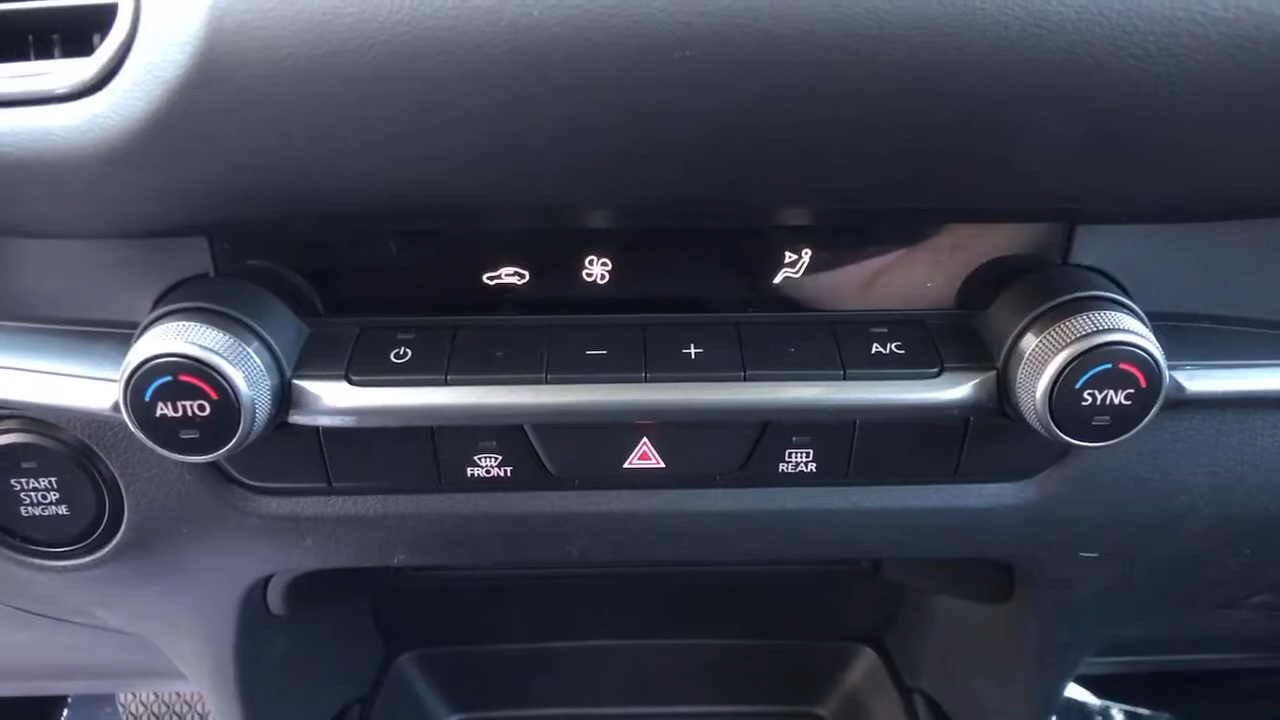 A/C
AUTO
SYNC
FRONT
REAR
START
STOP
ENGINE